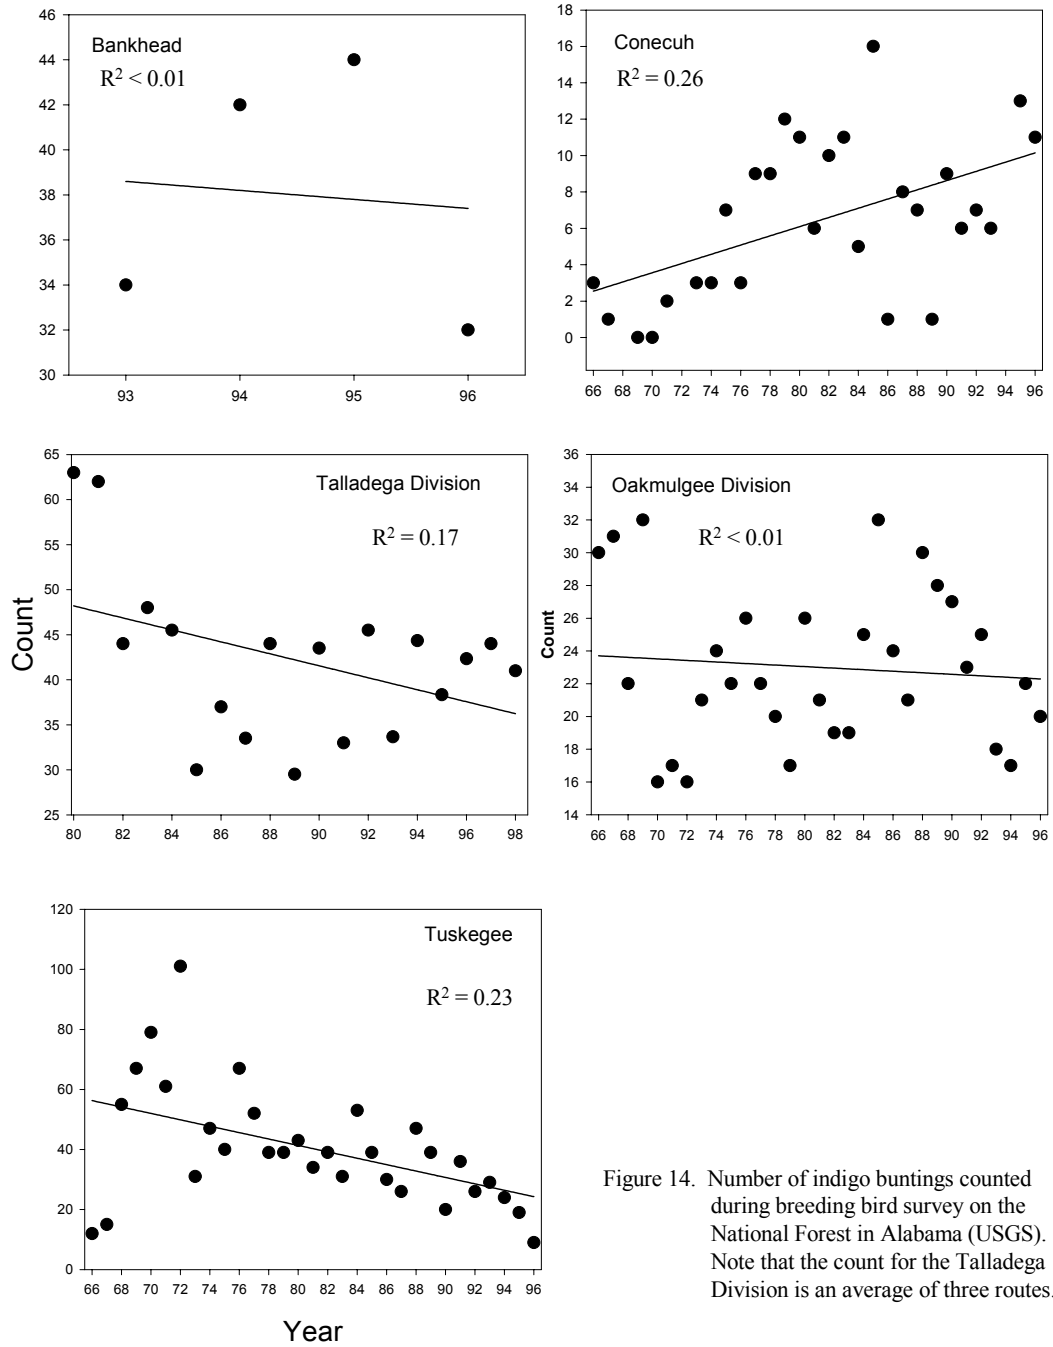 Bankhead
R² < 0.01
46
44
42
40
38
36
34
32
30
93 94 95 96
Conecuh
R² = 0.26
18
16
14
12
10
8
6
4
2
0
66 68 70 72 74 76 78 80 82 84 86 88 90 92 94 96
Talladega Division
R² = 0.17
Count
65
60
55
50
45
40
35
30
25
80 82 84 86 88 90 92 94 96 98
Oakmulgee Division
R² < 0.01
Count
36
34
32
30
28
26
24
22
20
18
16
14
66 68 70 72 74 76 78 80 82 84 86 88 90 92 94 96
Tuskegee
R² = 0.23
120
100
80
60
40
20
0
66 68 70 72 74 76 78 80 82 84 86 88 90 92 94 96
Year
Figure 14. Number of indigo buntings counted
during breeding bird survey on the
National Forest in Alabama (USGS).
Note that the count for the Talladega
Division is an average of three routes.